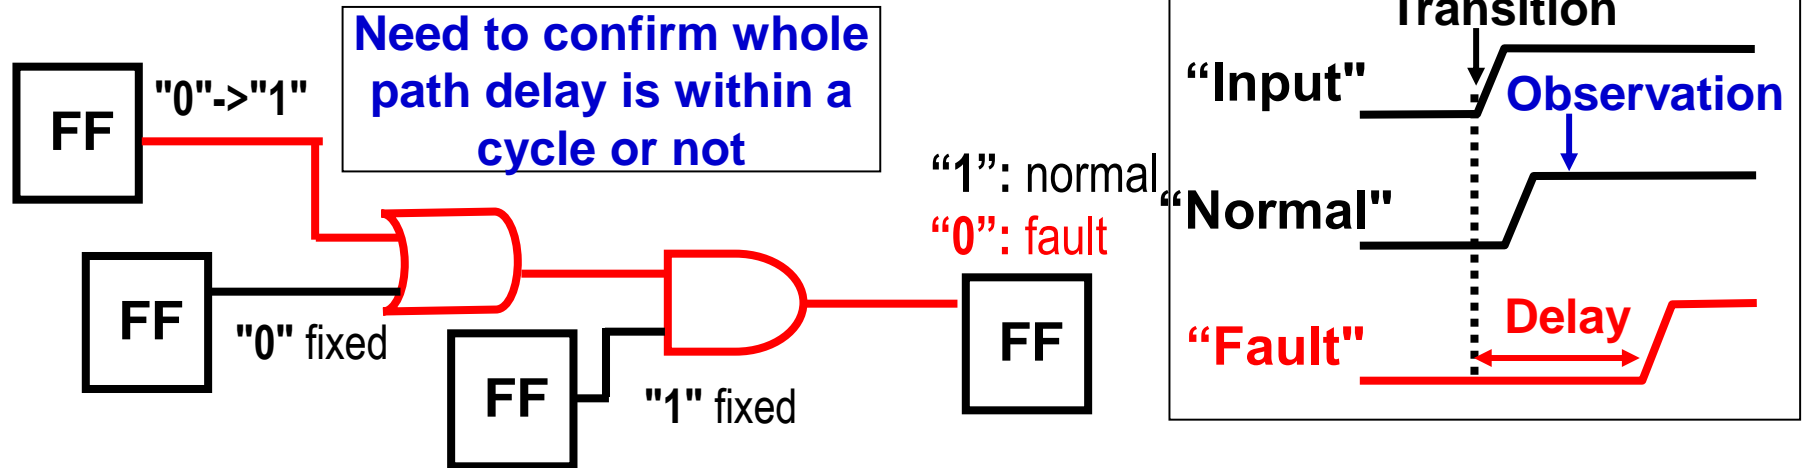 Need to confirm whole
path delay is within a
cycle or not
FF
"0"->"1"
FF
"0" fixed
FF
"1" fixed
“1”: normal
“0”: fault
FF
Transition
“Input"
Observation
“Normal"
Delay
“Fault"